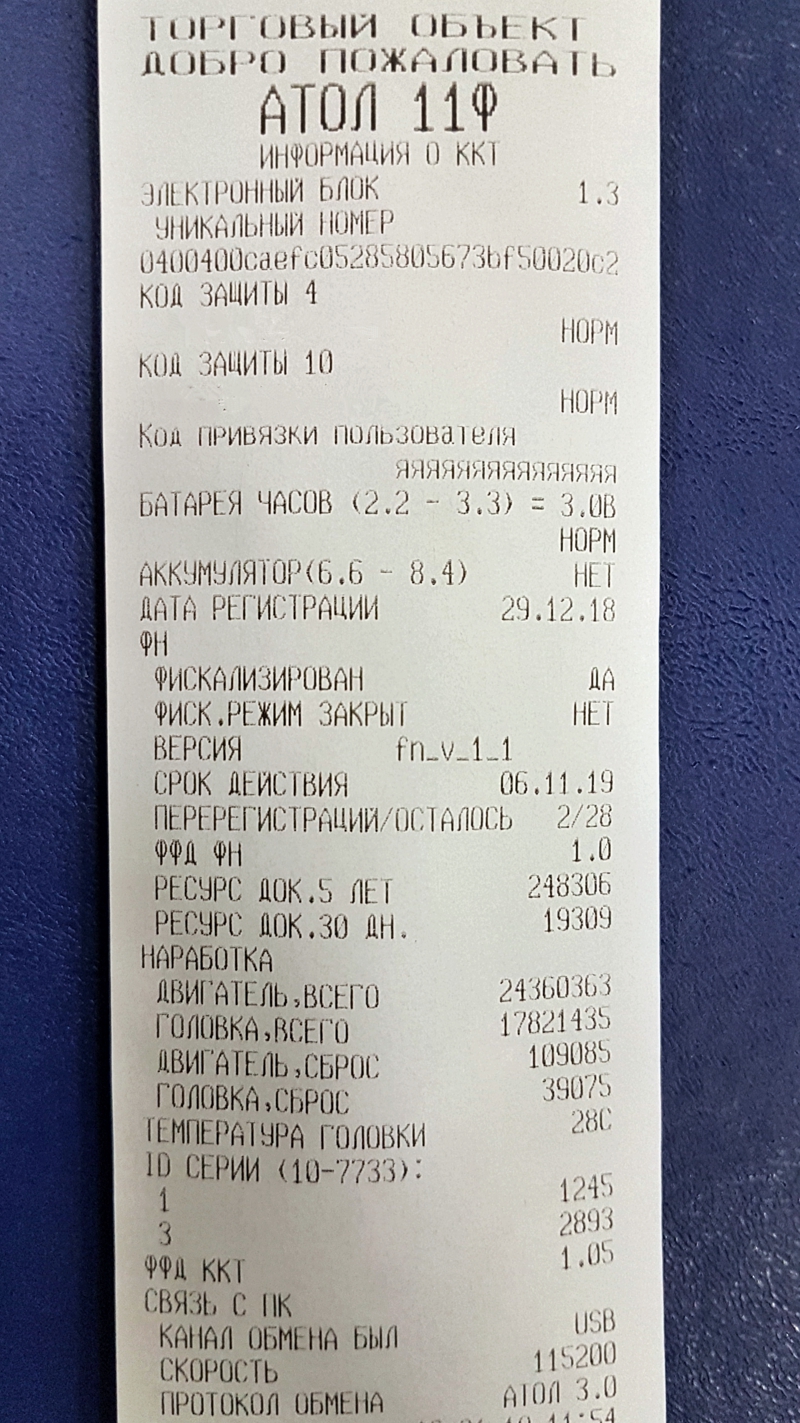 ТОРГОВЫЙ ОБЪЕКТ
ДОБРО ПОЖАЛОВАТЬ
АТОЛ 11Ф
ИНФОРМАЦИЯ О ККТ
ЭЛЕКТРОННЫЙ БЛОК 1.3
УНИКАЛЬНЫЙ НОМЕР
0400400caefc05285805673bf50020c2
КОД ЗАЩИТЫ 4
НОРМ
КОД ЗАЩИТЫ 10
НОРМ
Код привязки пользователя
ЯЯЯЯЯЯЯЯЯЯЯЯЯЯЯ
БАТАРЕЯ ЧАСОВ (2.2 - 3.3) = 3.0В
НОРМ
АККУМУЛЯТОР(6.6 - 8.4) НЕТ
ДАТА РЕГИСТРАЦИИ 29.12.18
ФН
ФИСКАЛИЗИРОВАН ДА
ФИСК.РЕЖИМ ЗАКРЫТ НЕТ
ВЕРСИЯ fn_v_1_1
СРОК ДЕЙСТВИЯ 06.11.19
ПЕРЕРЕГИСТРАЦИЙ/ОСТАЛОСЬ 2/28
ФФД ФН 1.0
РЕСУРС ДОК.5 ЛЕТ 248306
РЕСУРС ДОК.30 ДН. 19309
НАРАБОТКА
ДВИГАТЕЛЬ,ВСЕГО 24360363
ГОЛОВКА,ВСЕГО 17821435
ДВИГАТЕЛЬ,СБРОС 109085
ГОЛОВКА,СБРОС 39075
ТЕМПЕРАТУРА ГОЛОВКИ 28С
ID СЕРИИ (10-7733):
1 1245
3 2893
ФФД ККТ 1.05
СВЯЗЬ С ПК
КАНАЛ ОБМЕНА БЫЛ USB
СКОРОСТЬ 115200
ПРОТОКОЛ ОБМЕНА АТОЛ 3.0
11:54